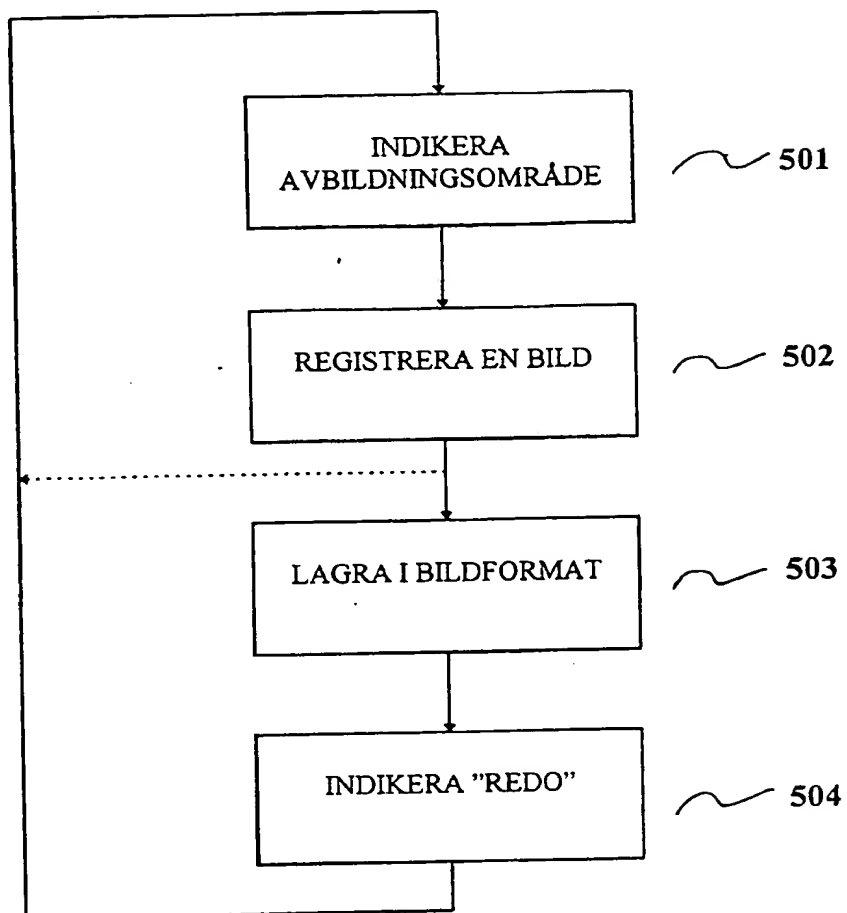 INDIKERA
AVBILDNINGSOMRÅDE
501
REGISTRERA EN BILD
502
LAGRA I BILDFORMAT
503
INDIKERA ”REDO”
504